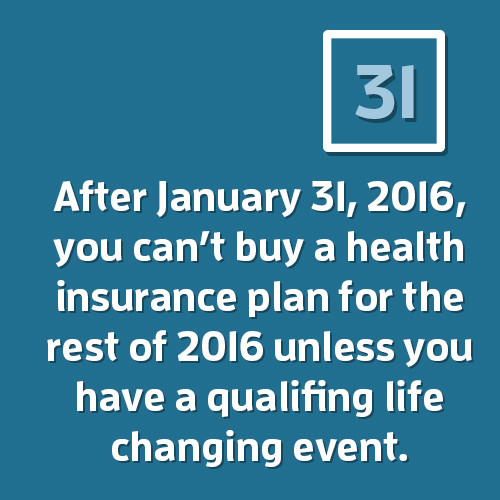 31
After January 31, 2016,
you can't buy a health
insurance plan for the
rest of 2016 unless you
have a qualifing life
changing event.